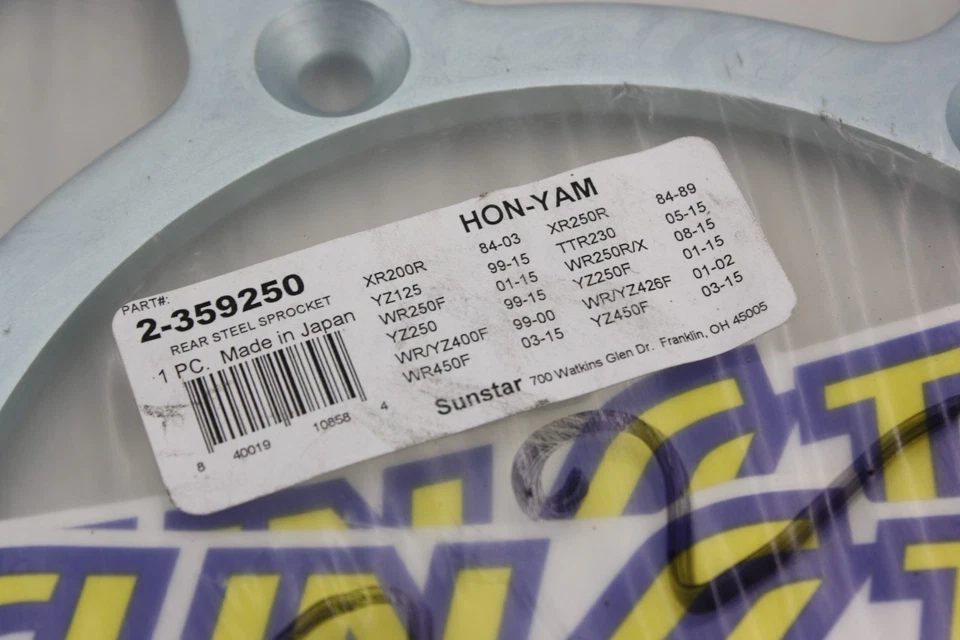 HON-YAM
PART#:
2-359250
REAR STEEL SPROCKET
1 PC. Made in Japan
8 40019 10858 4
XR200R 84-03 XR250R 84-89
YZ125 99-15 TTR230 05-15
WR250F 01-15 WR250R/X 08-15
YZ250 99-15 YZ250F 01-15
WR/YZ400F 99-00 WR/YZ426F 01-02
WR450F 03-15 YZ450F 03-15
Sunstar 700 Watkins Glen Dr. Franklin, OH 45005